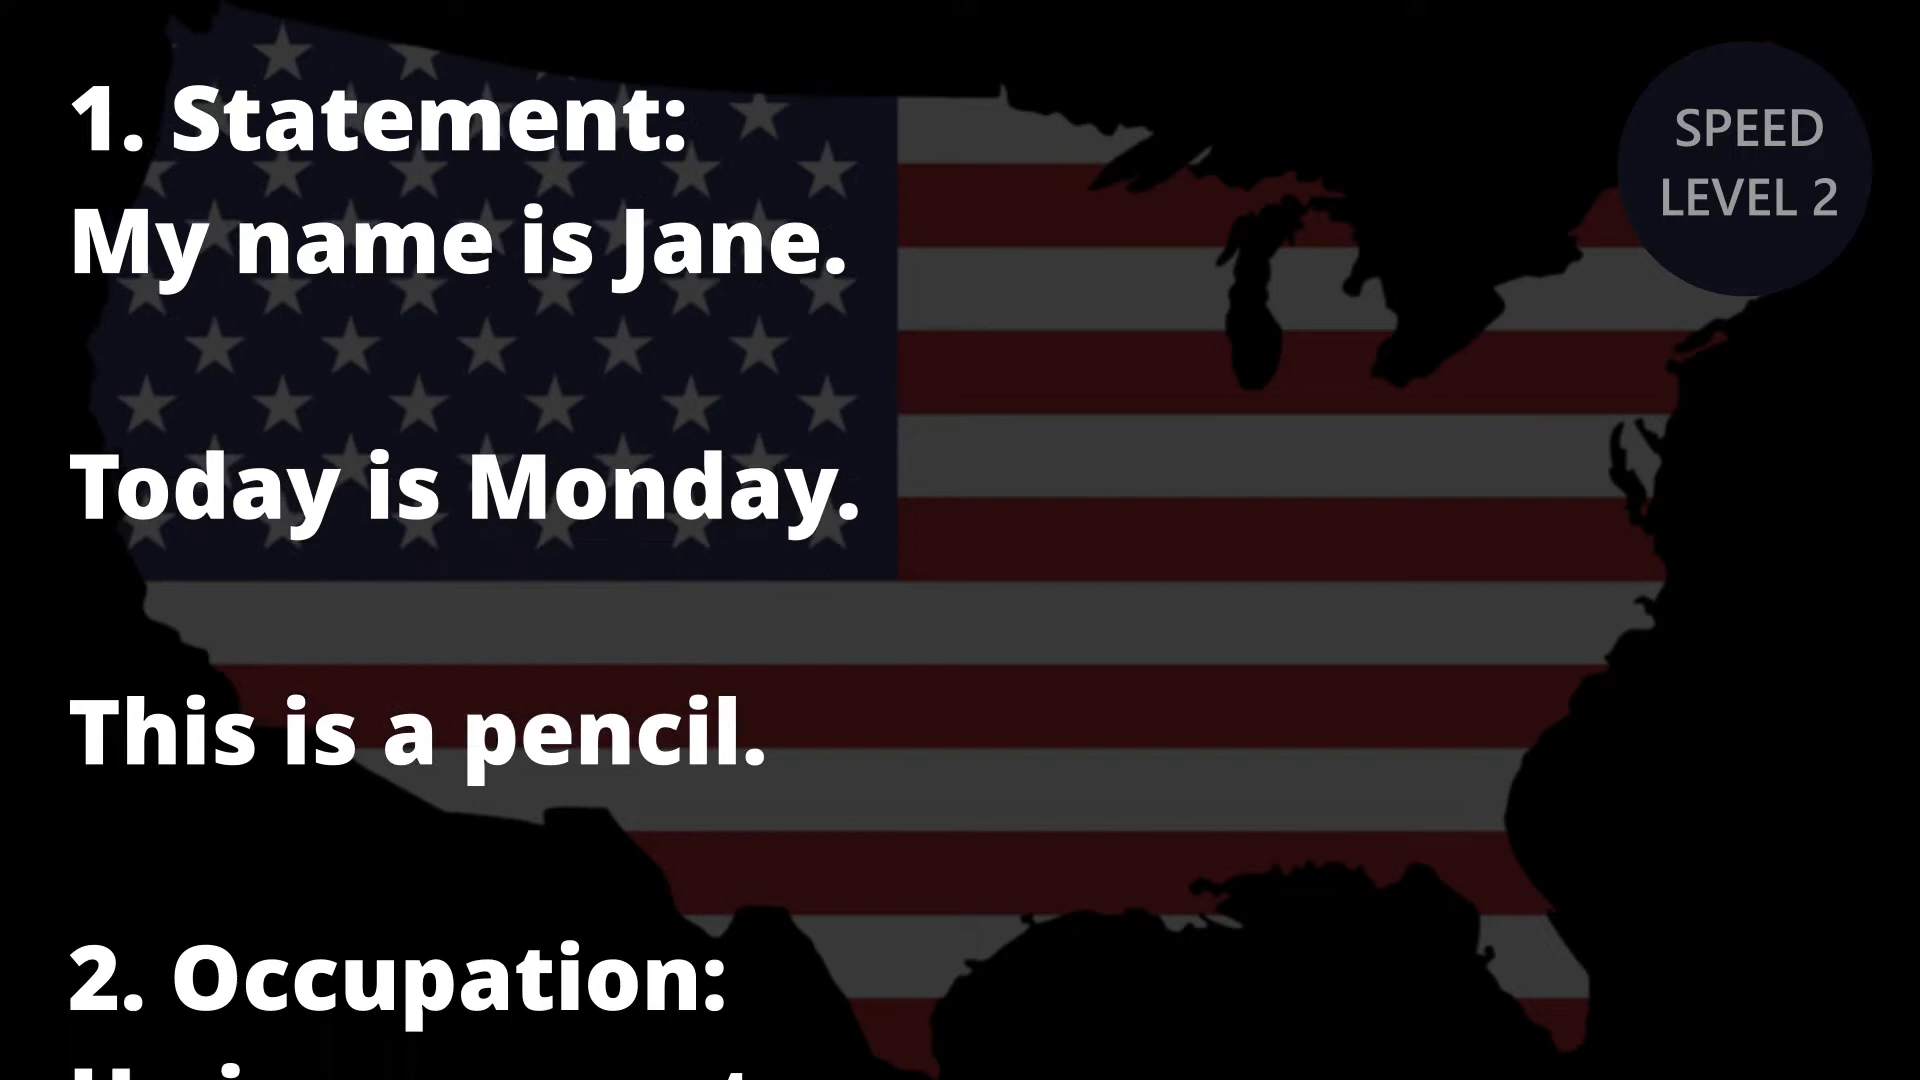 1. Statement:
My name is Jane.
Today is Monday.
This is a pencil.
2. Occupation:
SPEED
LEVEL 2